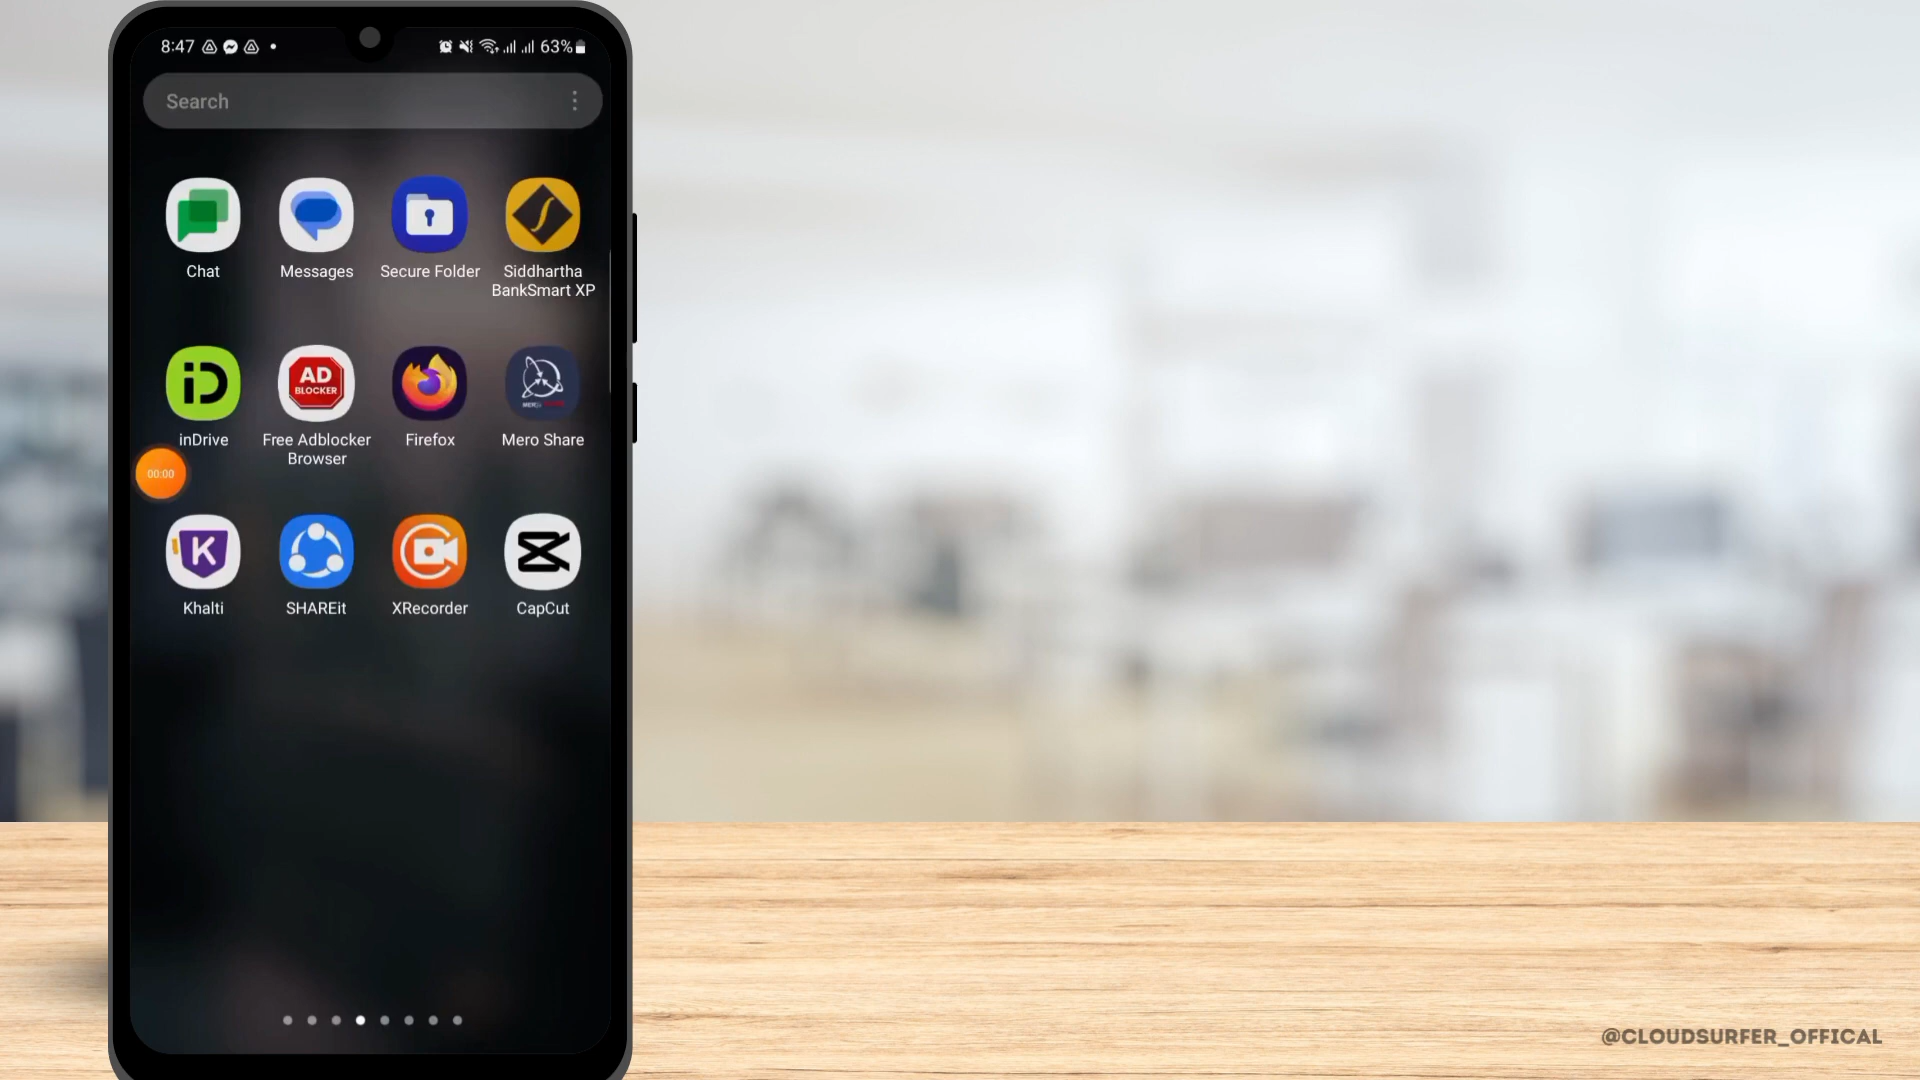 8:47
63%
Search
Chat
Messages
Secure Folder
Siddhartha
BankSmart XP
iD
AD
BLOCKER
inDrive
Free Adblocker
Browser
Firefox
Mero Share
00:00
K
Khalti
SHAREit
XRecorder
CapCut
@CLOUDSURFER_OFFICAL